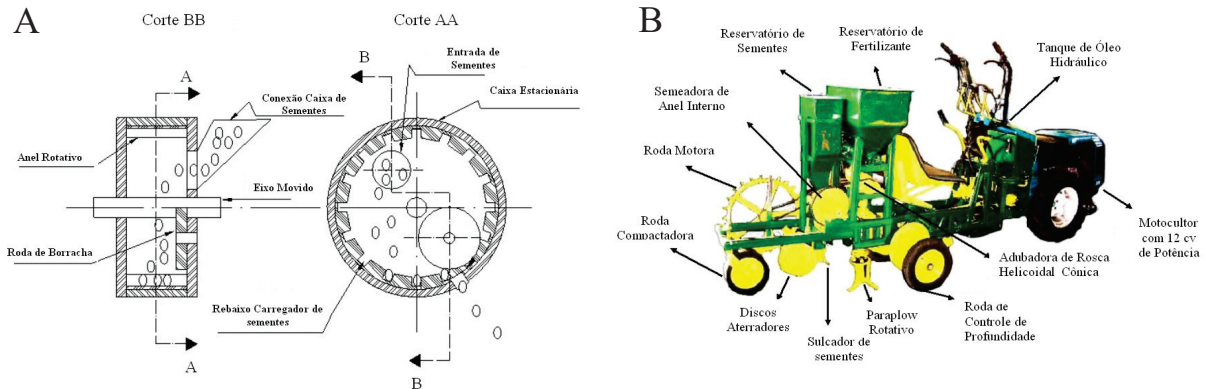 A
Corte BB
Corte AA
A
B
Entrada de
Sementes
Conexão Caixa de
Sementes
Caixa Estacionária
Anel Rotativo
Eixo Movido
Roda de Borracha
Rebaixo Carregador de
sementes
A
B
B
Reservatório de
Sementes
Reservatório de
Fertilizante
Tanque de Óleo
Hidráulico
Semeadora de
Anel Interno
Roda Motora
Roda
Compactadora
Motocultor
com 12 cv
de Potência
Adubadora de Rosca
Helicoidal Cônica
Discos
Aterradores
Sulcador de
sementes
Paraplow
Rotativo
Roda de
Controle de
Profundidade